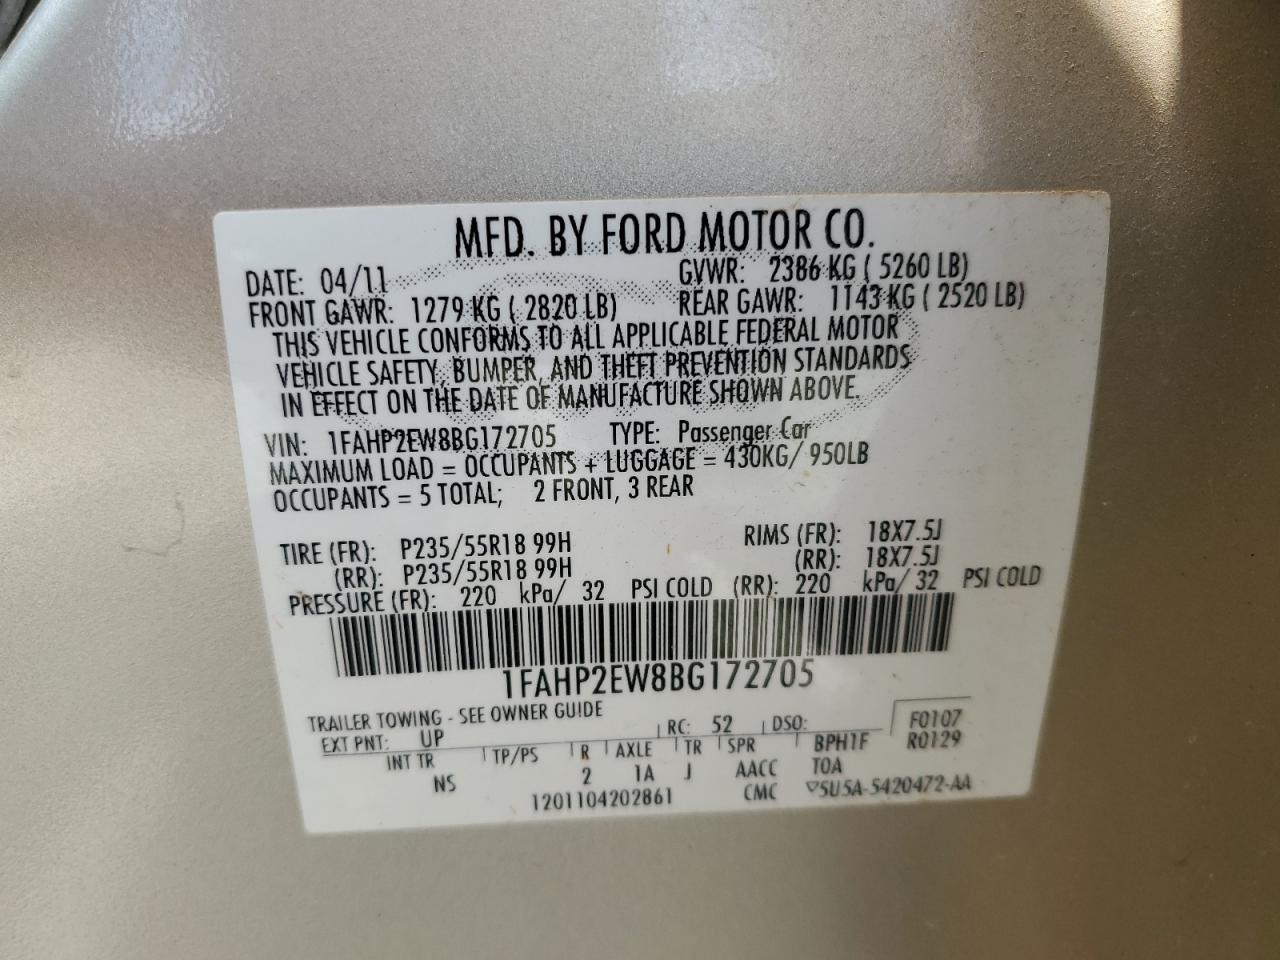 MFD. BY FORD MOTOR CO.
DATE: 04/11 GVWR: 2386 KG ( 5260 LB)
FRONT GAWR: 1279 KG ( 2820 LB) REAR GAWR: 1143 KG ( 2520 LB)
THIS VEHICLE CONFORMS TO ALL APPLICABLE FEDERAL MOTOR
VEHICLE SAFETY, BUMPER, AND THEFT PREVENTION STANDARDS
IN EFFECT ON THE DATE OF MANUFACTURE SHOWN ABOVE.
VIN: 1FAHP2EW8BG172705 TYPE: Passenger Car
MAXIMUM LOAD = OCCUPANTS + LUGGAGE = 430KG/ 950LB
OCCUPANTS = 5 TOTAL; 2 FRONT, 3 REAR
TIRE (FR): P235/55R18 99H RIMS (FR): 18X7.5J
(RR): P235/55R18 99H (RR): 18X7.5J
PRESSURE (FR): 220 kPa/ 32 PSI COLD (RR): 220 kPa/ 32 PSI COLD
1FAHP2EW8BG172705
TRAILER TOWING - SEE OWNER GUIDE
EXT PNT: UP RC: 52 DSO: F0107
INT TR TP/PS R AXLE TR SPR BPH1F R0129
NS 2 1A J AACC TOA
1201104202861 CMC ▽5U5A-5420472-AA